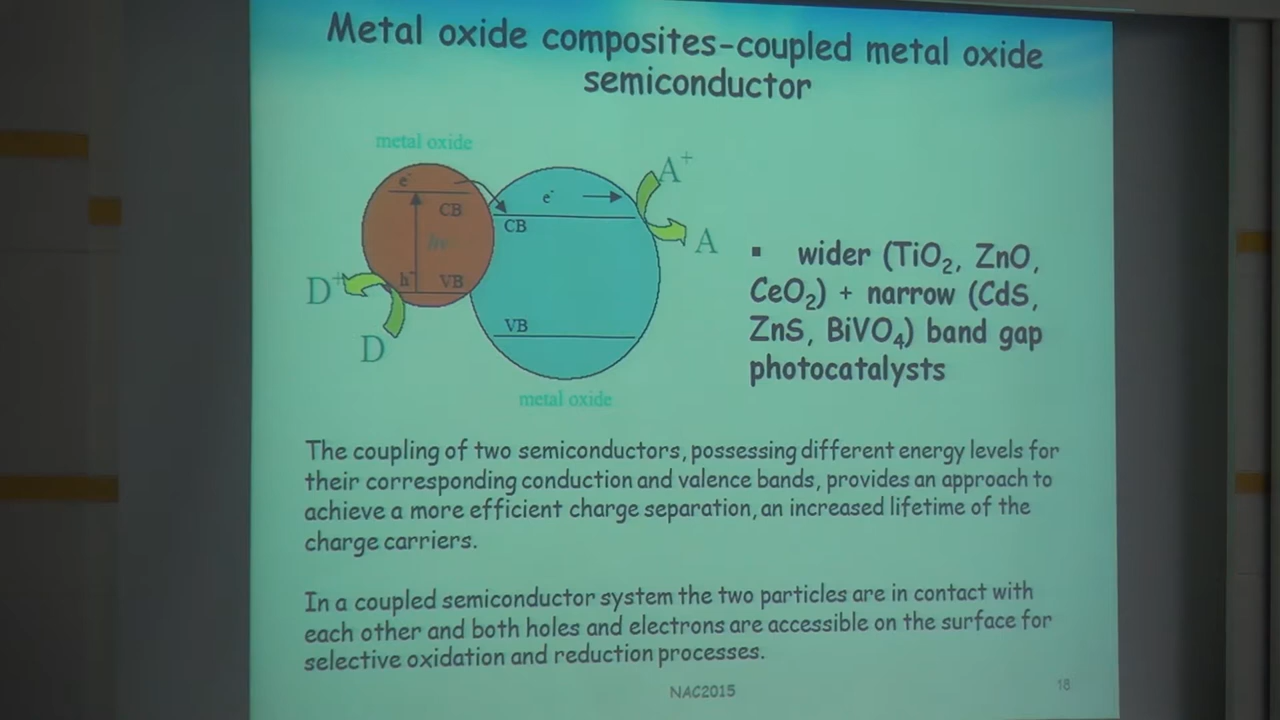 Metal oxide composites-coupled metal oxide
semiconductor
metal oxide
e-
CB
hν
h+
VB
D+
D
e-
CB
VB
A+
A
metal oxide
▪ wider (TiO2, ZnO,
CeO2) + narrow (CdS,
ZnS, BiVO4) band gap
photocatalysts
The coupling of two semiconductors, possessing different energy levels for
their corresponding conduction and valence bands, provides an approach to
achieve a more efficient charge separation, an increased lifetime of the
charge carriers.
In a coupled semiconductor system the two particles are in contact with
each other and both holes and electrons are accessible on the surface for
selective oxidation and reduction processes.
NAC2015
18